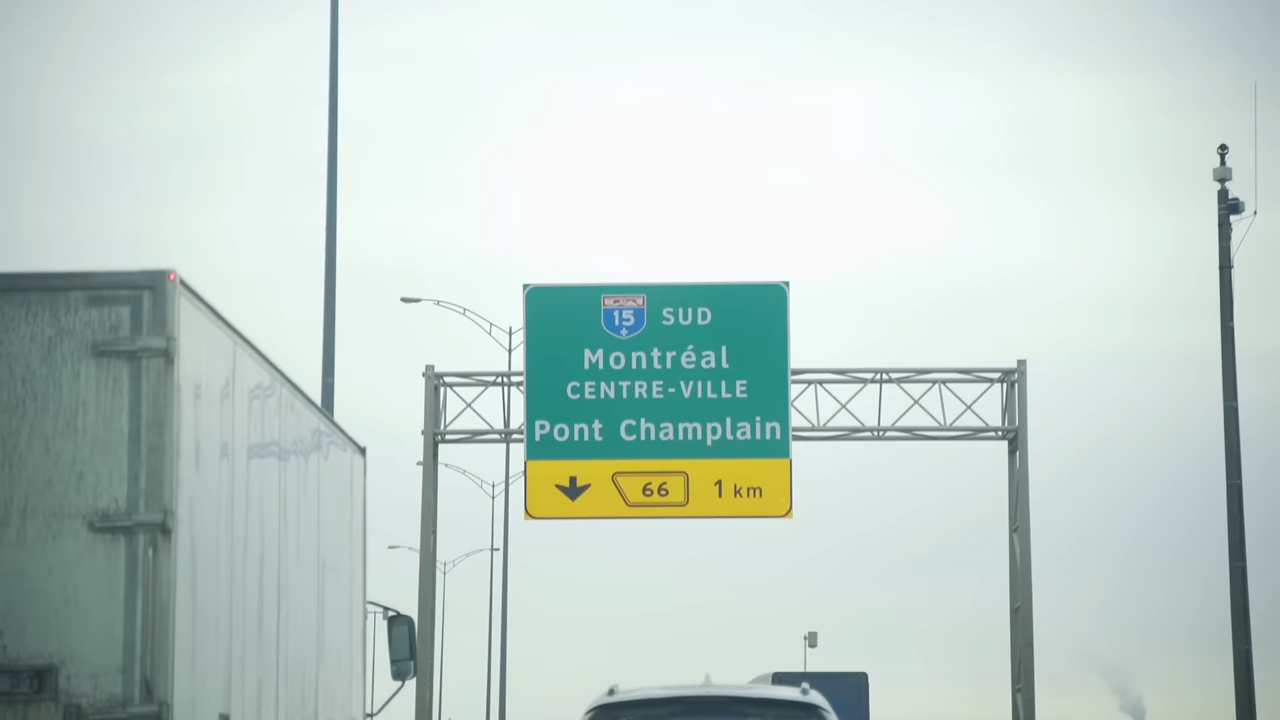 15 SUD
Montréal
CENTRE-VILLE
Pont Champlain
66 1 km